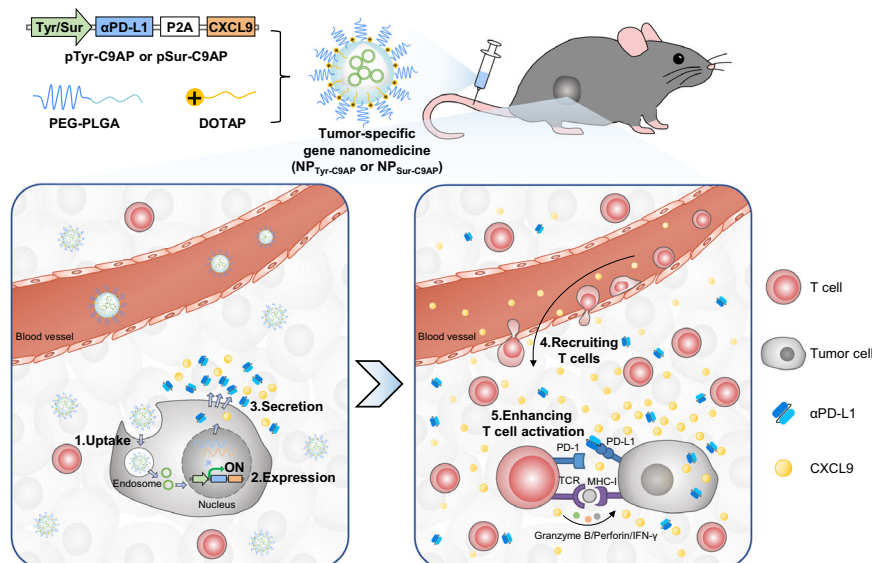 Tyr/Sur αPD-L1 P2A CXCL9
pTyr-C9AP or pSur-C9AP
PEG-PLGA
DOTAP
Tumor-specific
gene nanomedicine
(NPTyr-C9AP or NPSur-C9AP)
Blood vessel
3.Secretion
1.Uptake
ON
2.Expression
Endosome
Nucleus
Blood vessel
4.Recruiting
T cells
5.Enhancing
T cell activation
PD-1
PD-L1
TCR
MHC-I
Granzyme B/Perforin/IFN-γ
T cell
Tumor cell
αPD-L1
CXCL9